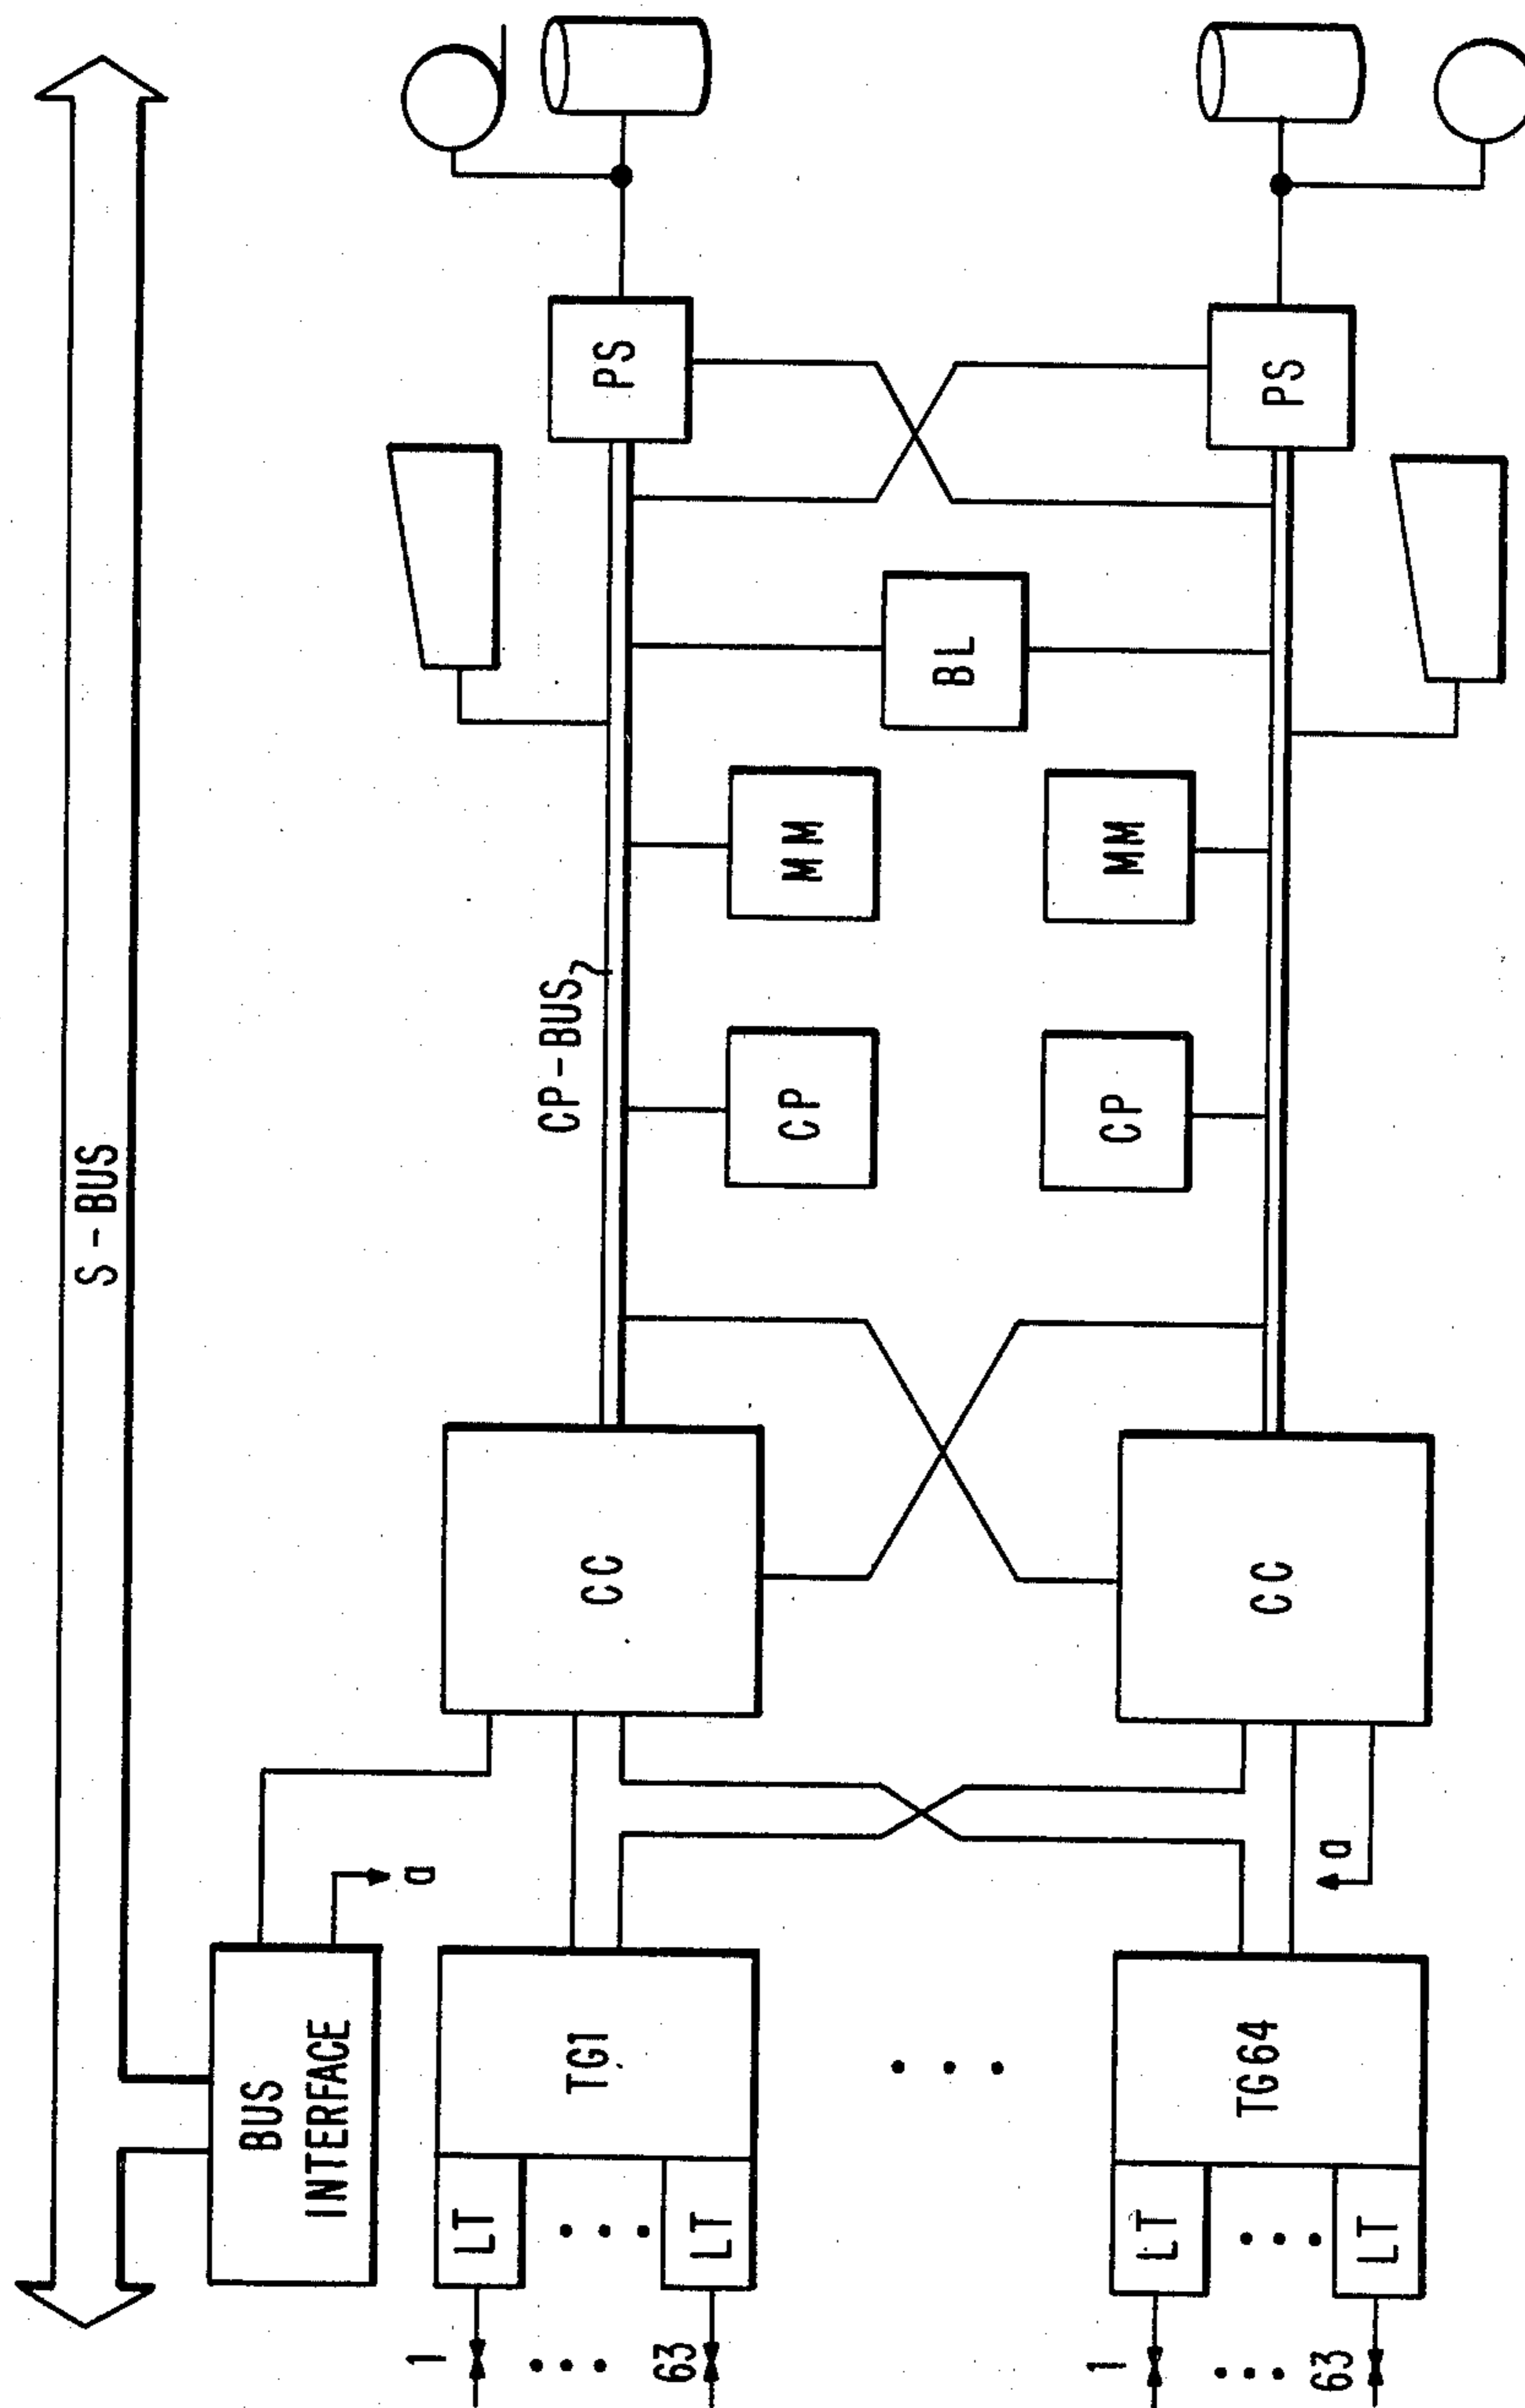 S-BUS
BUS
INTERFACE
a
CP-BUS
PS
BL
MM
CP
CC
TG1
LT
LT
1
63
MM
CP
PS
CC
a
TG64
LT
LT
1
63